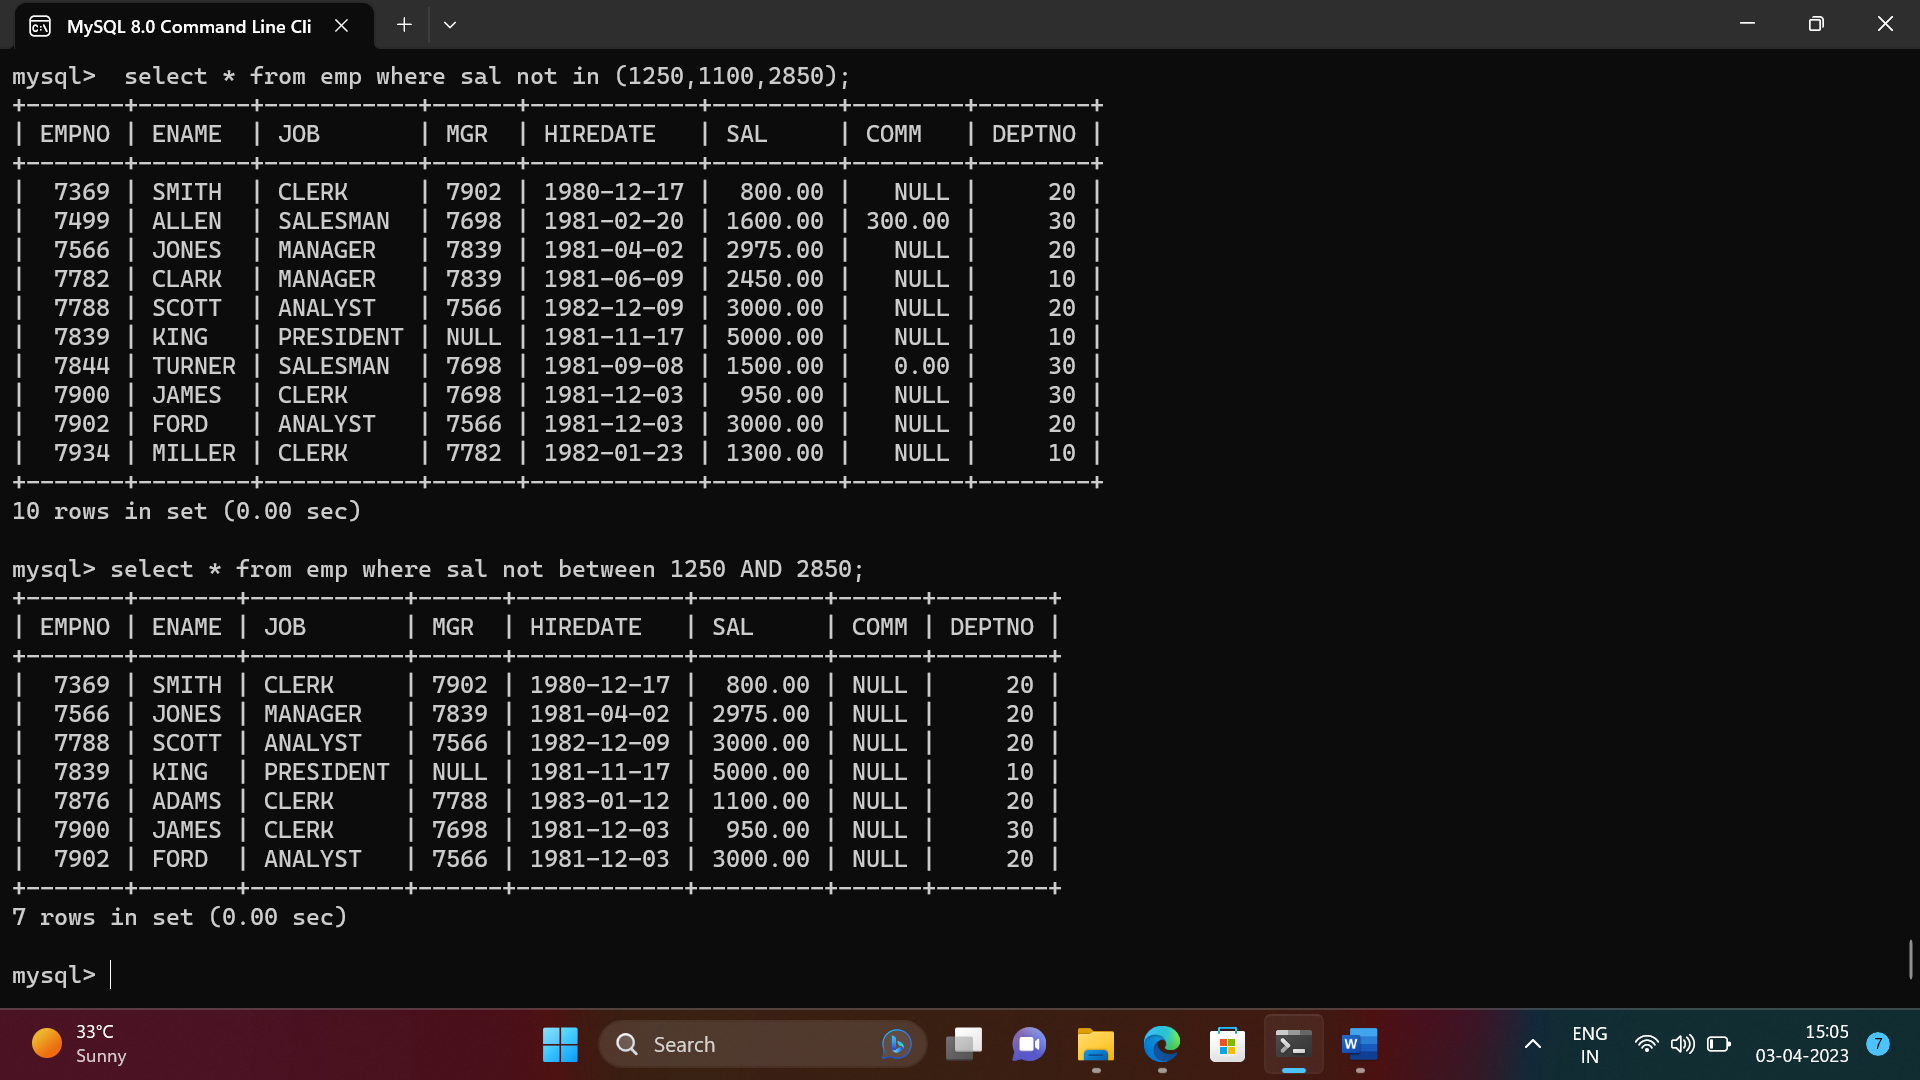 MySQL 8.0 Command Line Cli
mysql>  select * from emp where sal not in (1250,1100,2850);
+-------+--------+-----------+------+------------+---------+--------+--------+
| EMPNO | ENAME  | JOB       | MGR  | HIREDATE   | SAL     | COMM   | DEPTNO |
+-------+--------+-----------+------+------------+---------+--------+--------+
|  7369 | SMITH  | CLERK     | 7902 | 1980-12-17 |  800.00 |   NULL |     20 |
|  7499 | ALLEN  | SALESMAN  | 7698 | 1981-02-20 | 1600.00 | 300.00 |     30 |
|  7566 | JONES  | MANAGER   | 7839 | 1981-04-02 | 2975.00 |   NULL |     20 |
|  7782 | CLARK  | MANAGER   | 7839 | 1981-06-09 | 2450.00 |   NULL |     10 |
|  7788 | SCOTT  | ANALYST   | 7566 | 1982-12-09 | 3000.00 |   NULL |     20 |
|  7839 | KING   | PRESIDENT | NULL | 1981-11-17 | 5000.00 |   NULL |     10 |
|  7844 | TURNER | SALESMAN  | 7698 | 1981-09-08 | 1500.00 |   0.00 |     30 |
|  7900 | JAMES  | CLERK     | 7698 | 1981-12-03 |  950.00 |   NULL |     30 |
|  7902 | FORD   | ANALYST   | 7566 | 1981-12-03 | 3000.00 |   NULL |     20 |
|  7934 | MILLER | CLERK     | 7782 | 1982-01-23 | 1300.00 |   NULL |     10 |
+-------+--------+-----------+------+------------+---------+--------+--------+
10 rows in set (0.00 sec)
mysql> select * from emp where sal not between 1250 AND 2850;
+-------+-------+-----------+------+------------+---------+------+--------+
| EMPNO | ENAME | JOB       | MGR  | HIREDATE   | SAL     | COMM | DEPTNO |
+-------+-------+-----------+------+------------+---------+------+--------+
|  7369 | SMITH | CLERK     | 7902 | 1980-12-17 |  800.00 | NULL |     20 |
|  7566 | JONES | MANAGER   | 7839 | 1981-04-02 | 2975.00 | NULL |     20 |
|  7788 | SCOTT | ANALYST   | 7566 | 1982-12-09 | 3000.00 | NULL |     20 |
|  7839 | KING  | PRESIDENT | NULL | 1981-11-17 | 5000.00 | NULL |     10 |
|  7876 | ADAMS | CLERK     | 7788 | 1983-01-12 | 1100.00 | NULL |     20 |
|  7900 | JAMES | CLERK     | 7698 | 1981-12-03 |  950.00 | NULL |     30 |
|  7902 | FORD  | ANALYST   | 7566 | 1981-12-03 | 3000.00 | NULL |     20 |
+-------+-------+-----------+------+------------+---------+------+--------+
7 rows in set (0.00 sec)
mysql>
33°C
Sunny
Search
W
ENG
IN
15:05
03-04-2023
7